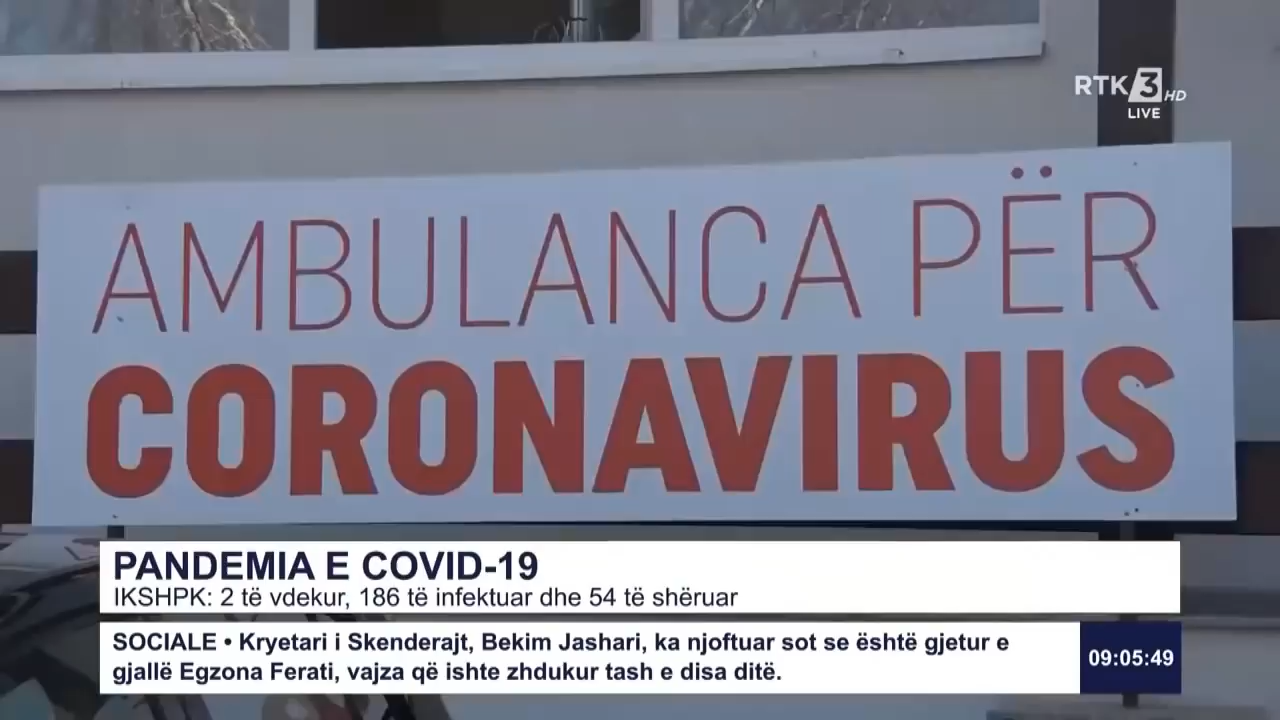 RTK 3 HD
LIVE
AMBULANCA PËR
CORONAVIRUS
PANDEMIA E COVID-19
IKSHPK: 2 të vdekur, 186 të infektuar dhe 54 të shëruar
SOCIALE • Kryetari i Skenderajt, Bekim Jashari, ka njoftuar sot se është gjetur e
gjallë Egzona Ferati, vajza që ishte zhdukur tash e disa ditë.
09:05:49